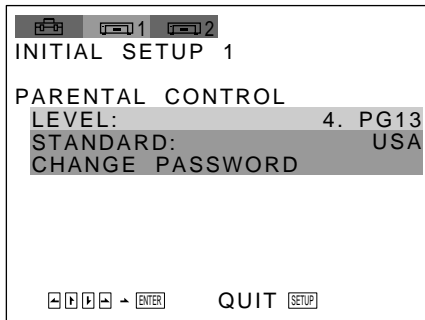 1 2
INITIAL SETUP 1
PARENTAL CONTROL
LEVEL: 4. PG13
STANDARD: USA
CHANGE PASSWORD
ENTER QUIT SETUP